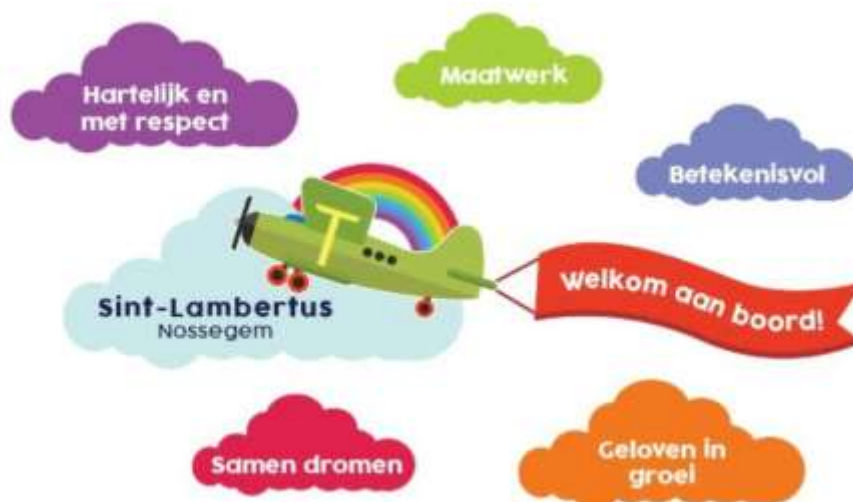 Hartelijk en
met respect
Maatwerk
Betekenisvol
Welkom aan boord!
Sint-Lambertus
Nossegem
Samen dromen
Geloven in
groei